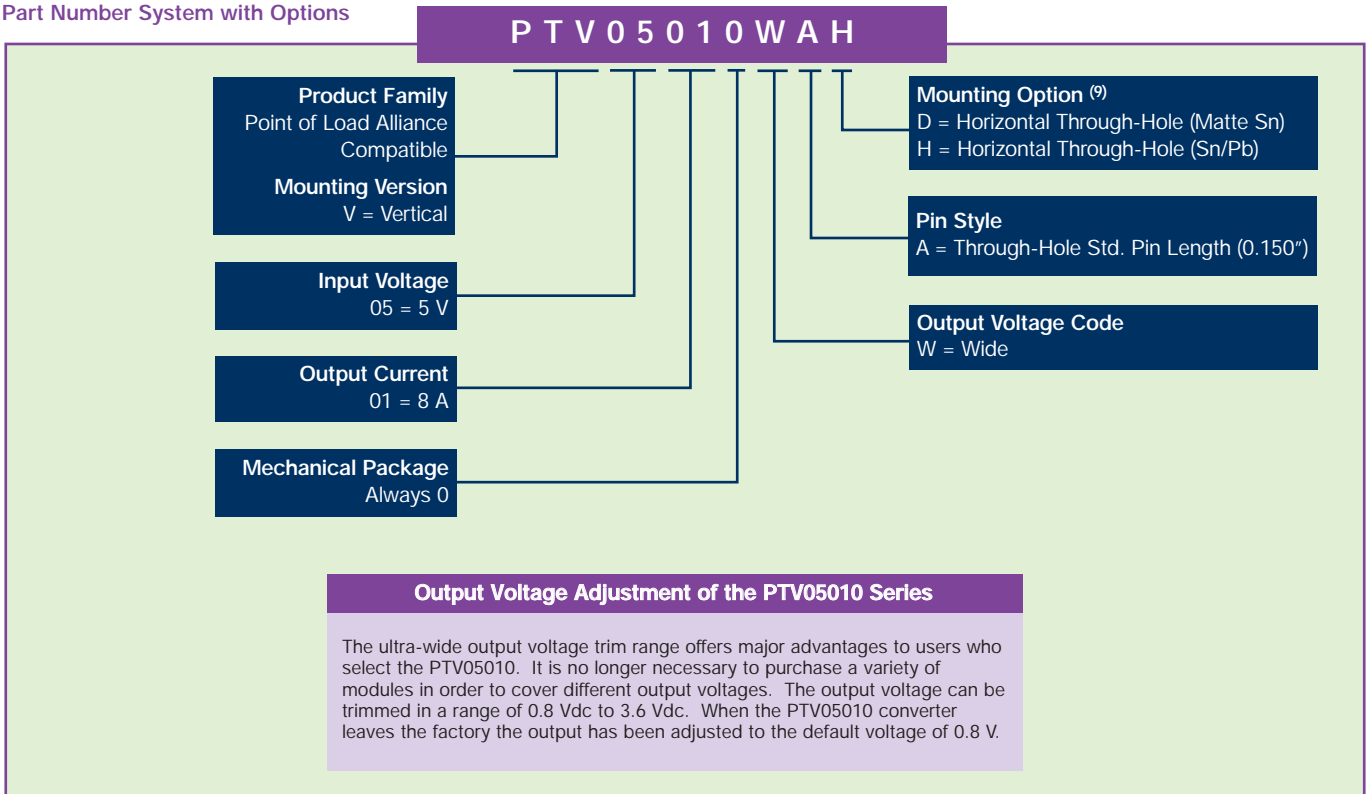 Part Number System with Options
P T V 0 5 0 1 0 W A H
Product Family
Point of Load Alliance
Compatible
Mounting Version
V = Vertical
Input Voltage
05 = 5 V
Output Current
01 = 8 A
Mechanical Package
Always 0
Mounting Option (9)
D = Horizontal Through-Hole (Matte Sn)
H = Horizontal Through-Hole (Sn/Pb)
Pin Style
A = Through-Hole Std. Pin Length (0.150″)
Output Voltage Code
W = Wide
Output Voltage Adjustment of the PTV05010 Series
The ultra-wide output voltage trim range offers major advantages to users who
select the PTV05010.  It is no longer necessary to purchase a variety of
modules in order to cover different output voltages.  The output voltage can be
trimmed in a range of 0.8 Vdc to 3.6 Vdc.  When the PTV05010 converter
leaves the factory the output has been adjusted to the default voltage of 0.8 V.